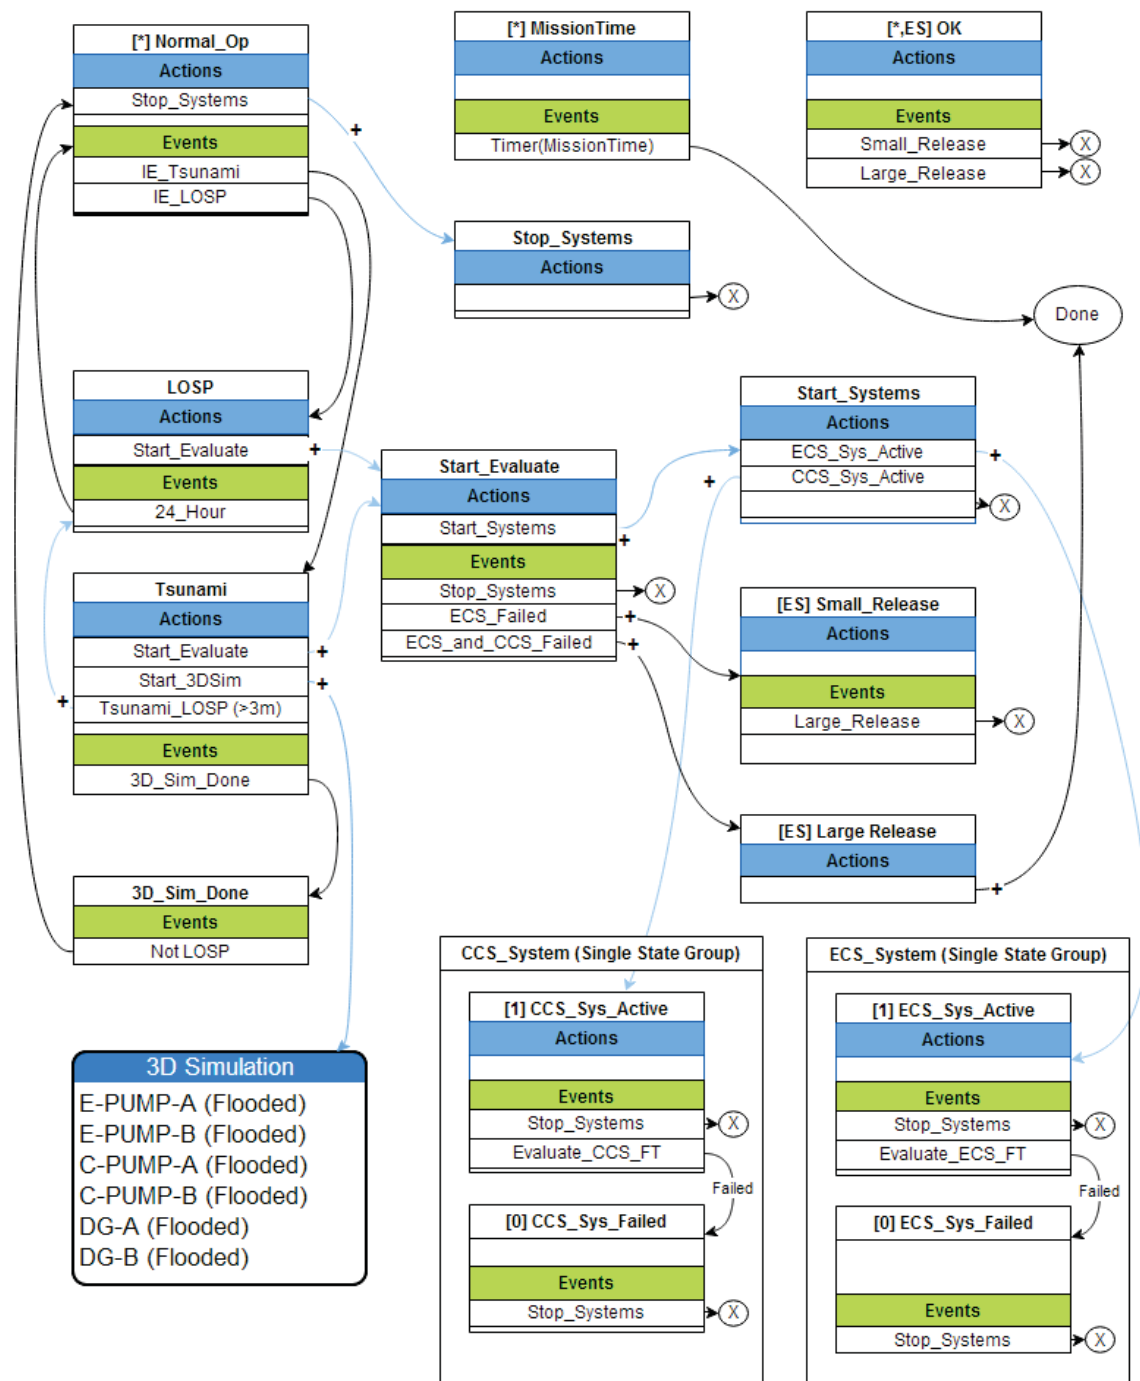 [*] Normal_Op
Actions
Stop_Systems
Events
IE_Tsunami
IE_LOSP
[*] MissionTime
Actions
Events
Timer(MissionTime)
[*,ES] OK
Actions
Events
Small_Release
X
Large_Release
X
+
Stop_Systems
Actions
X
Done
LOSP
Actions
Start_Evaluate
+
Events
24_Hour
Start_Evaluate
Actions
Start_Systems
+
Events
Stop_Systems
X
ECS_Failed
+
ECS_and_CCS_Failed
+
Start_Systems
Actions
ECS_Sys_Active
+
CCS_Sys_Active
+
X
Tsunami
Actions
Start_Evaluate
+
Start_3DSim
+
Tsunami_LOSP (>3m)
+
Events
3D_Sim_Done
[ES] Small_Release
Actions
Events
Large_Release
X
[ES] Large Release
Actions
+
3D_Sim_Done
Events
Not LOSP
3D Simulation
E-PUMP-A (Flooded)
E-PUMP-B (Flooded)
C-PUMP-A (Flooded)
C-PUMP-B (Flooded)
DG-A (Flooded)
DG-B (Flooded)
CCS_System (Single State Group)
[1] CCS_Sys_Active
Actions
Events
Stop_Systems
X
Evaluate_CCS_FT
Failed
[0] CCS_Sys_Failed
Events
Stop_Systems
X
ECS_System (Single State Group)
[1] ECS_Sys_Active
Actions
Events
Stop_Systems
X
Evaluate_ECS_FT
Failed
[0] ECS_Sys_Failed
Events
Stop_Systems
X